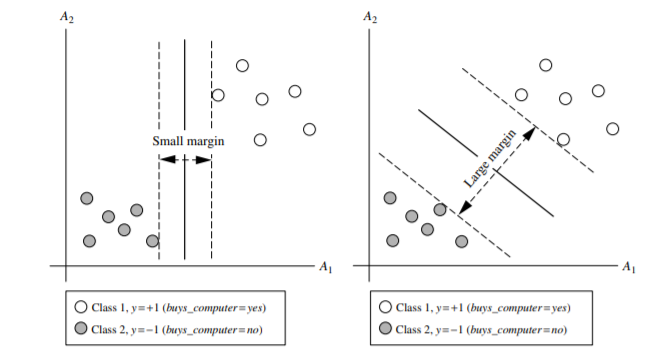 A2
Small margin
A1
Class 1, y=+1 (buys_computer=yes)
Class 2, y=−1 (buys_computer=no)
A2
Large margin
A1
Class 1, y=+1 (buys_computer=yes)
Class 2, y=−1 (buys_computer=no)